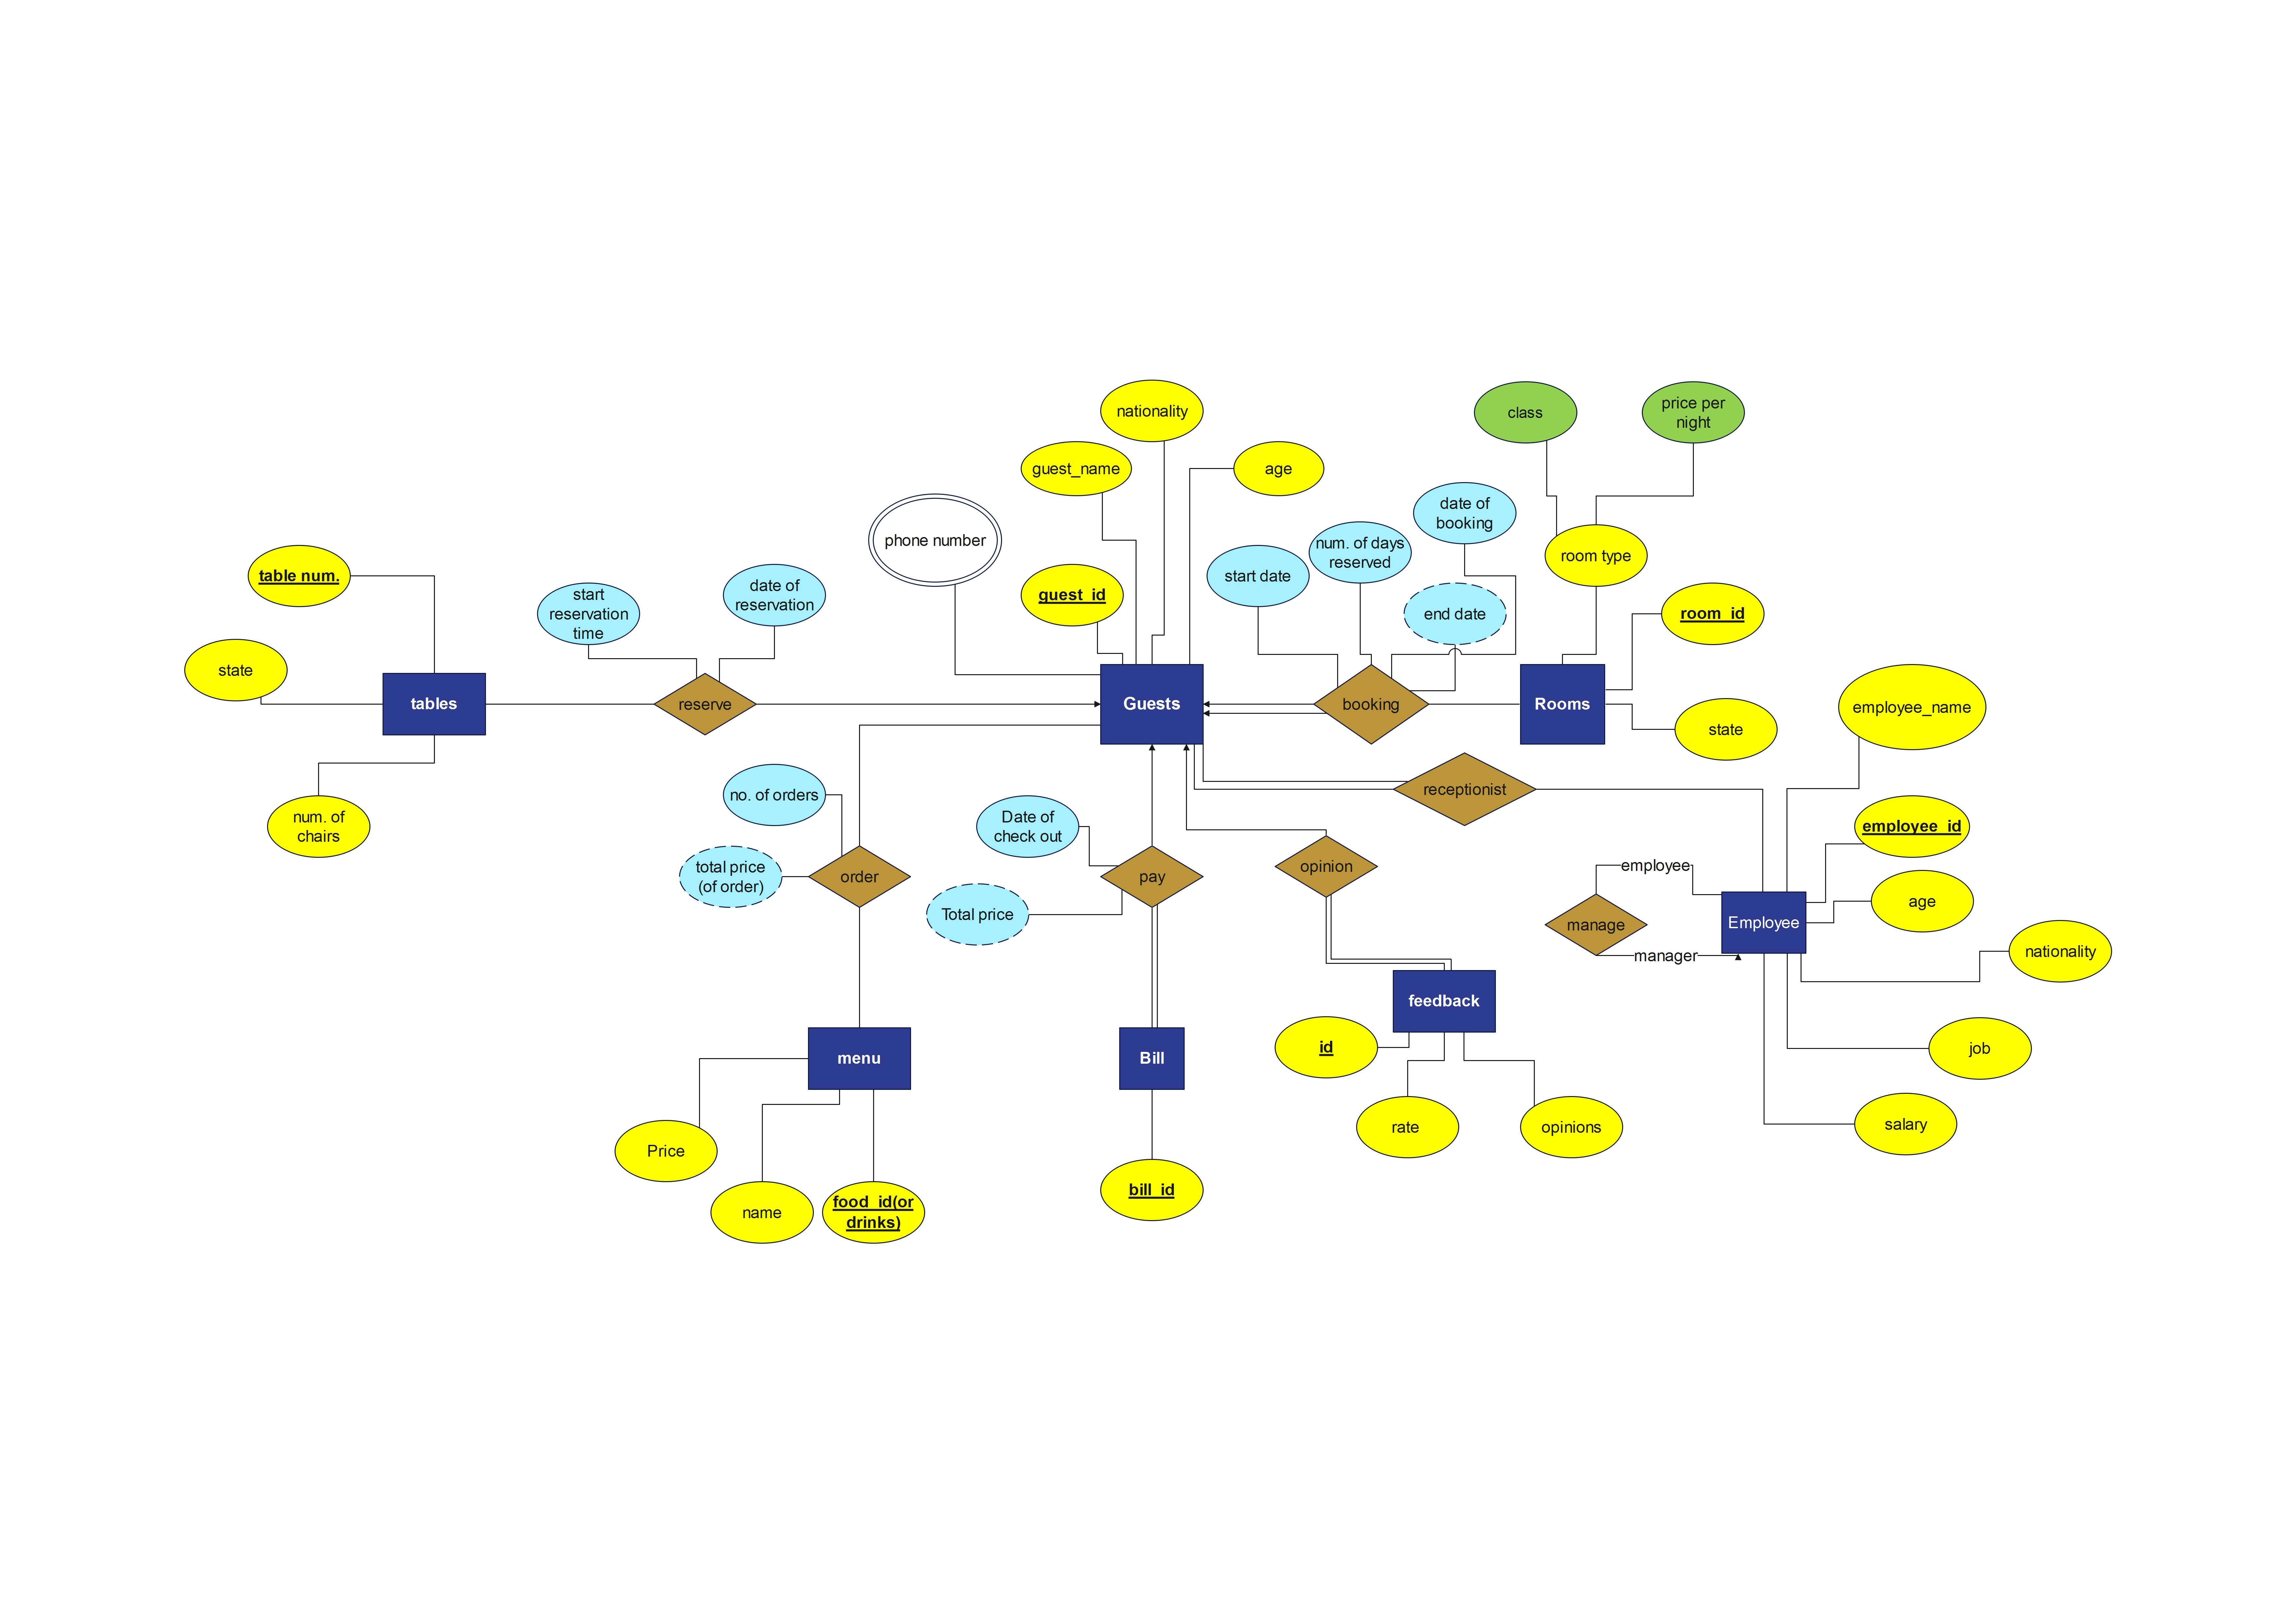 nationality
class
price per
night
guest_name
age
date of
booking
phone number
num. of days
reserved
room type
start date
table num.
date of
reservation
guest_id
start
reservation
time
end date
room_id
state
employee_name
tables
reserve
Guests
booking
Rooms
state
receptionist
no. of orders
num. of
chairs
Date of
check out
employee_id
total price
(of order)
order
pay
opinion
employee
age
Total price
manage
Employee
manager
nationality
feedback
id
job
menu
Bill
rate
opinions
salary
Price
name
food_id(or
drinks)
bill_id